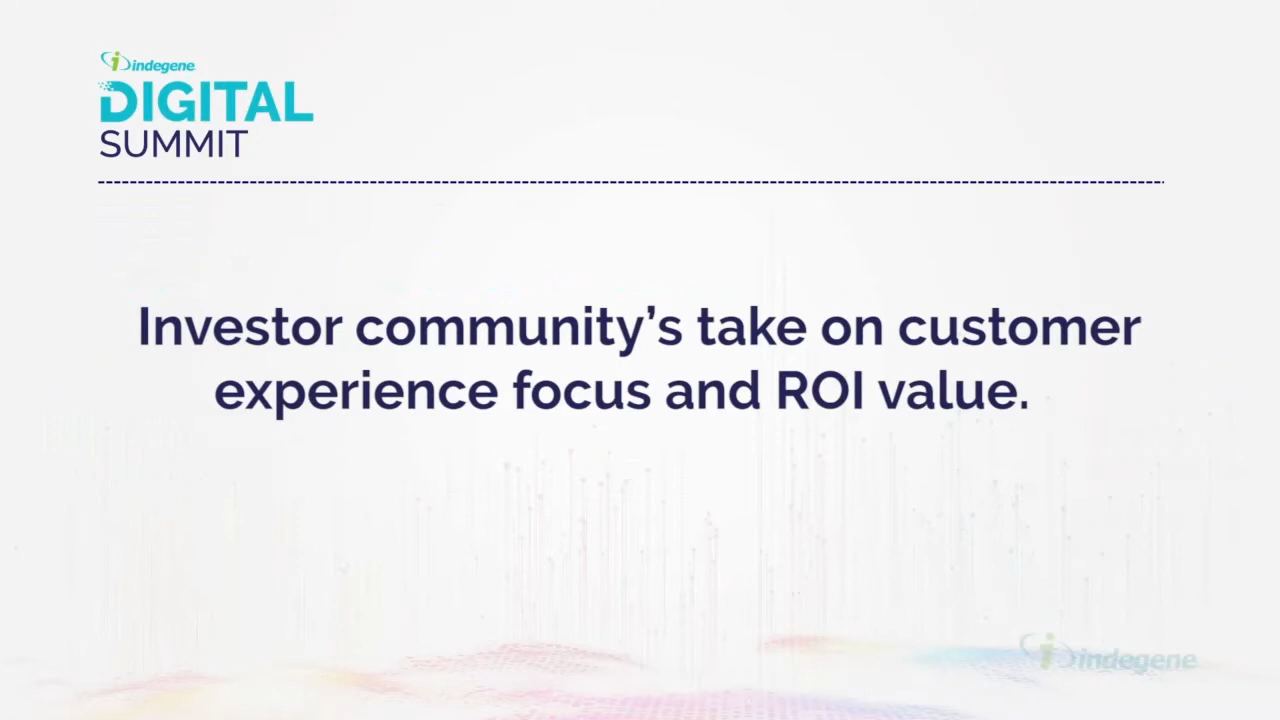 indegene
DIGITAL
SUMMIT
Investor community’s take on customer
experience focus and ROI value.
indegene